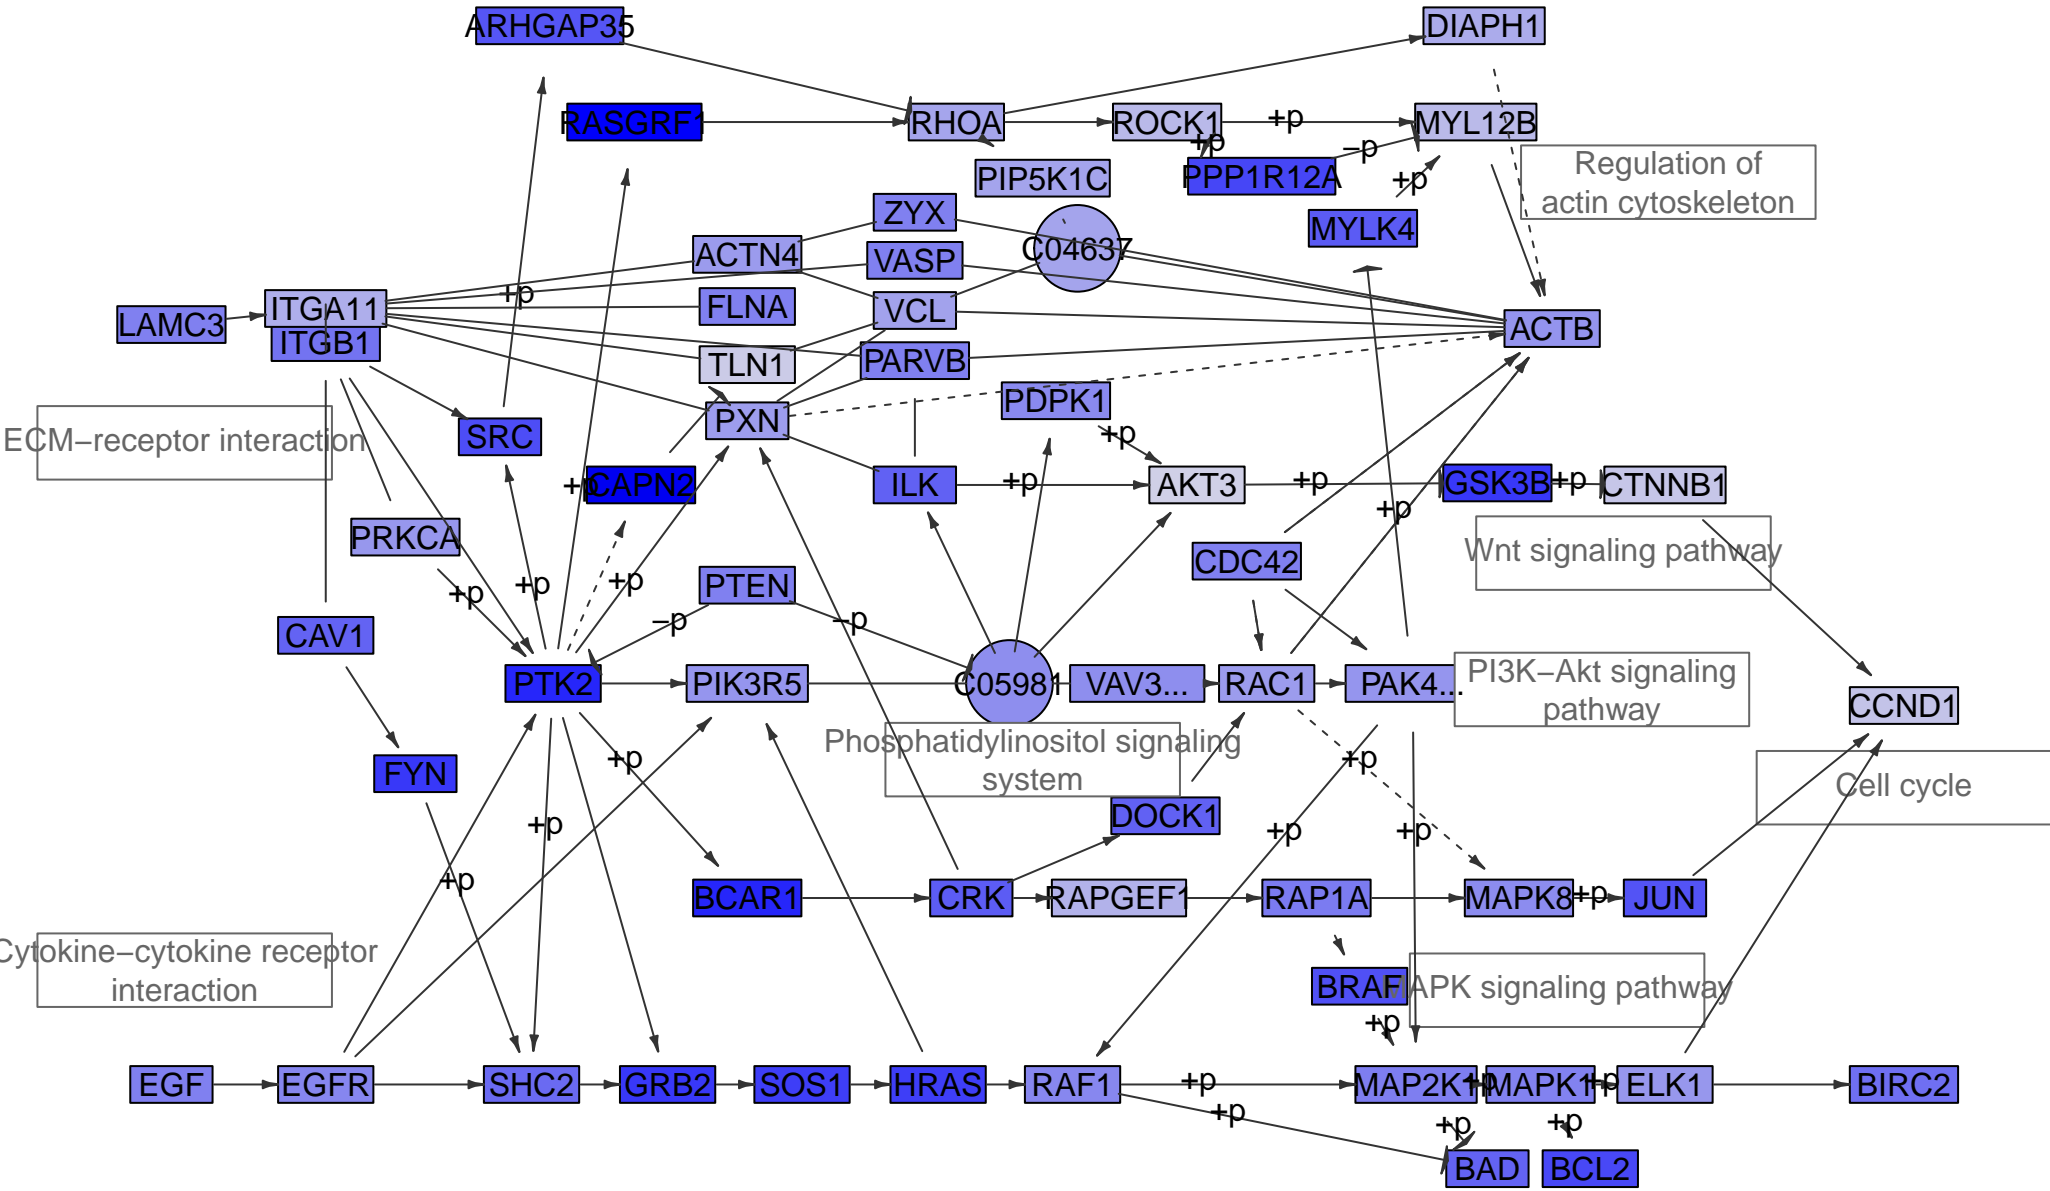 ARHGAP35
DIAPH1
RASGRF1
RHOA
ROCK1
+p
MYL12B
+p
–p
PIP5K1C
PPP1R12A
+p
Regulation of
actin cytoskeleton
ZYX
MYLK4
ACTN4
C04637
VASP
+p
ITGA11
FLNA
VCL
LAMC3
ITGB1
ACTB
TLN1
PARVB
PDPK1
PXN
+p
SRC
ECM–receptor interaction
+p
CAPN2
ILK
+p
AKT3
+p
GSK3B
+p
CTNNB1
+p
PRKCA
Wnt signaling pathway
CDC42
+p
+p
+p
PTEN
–p
–p
CAV1
PTK2
PIK3R5
C05981
VAV3...
RAC1
PAK4...
PI3K–Akt signaling
pathway
CCND1
Phosphatidylinositol signaling
system
+p
+p
FYN
Cell cycle
DOCK1
+p
+p
+p
+p
BCAR1
CRK
RAPGEF1
RAP1A
MAPK8
+p
JUN
Cytokine–cytokine receptor
interaction
BRAF
MAPK signaling pathway
+p
EGF
EGFR
SHC2
GRB2
SOS1
HRAS
RAF1
+p
MAP2K1
+p
MAPK1
+p
ELK1
BIRC2
+p
+p
+p
BAD
BCL2